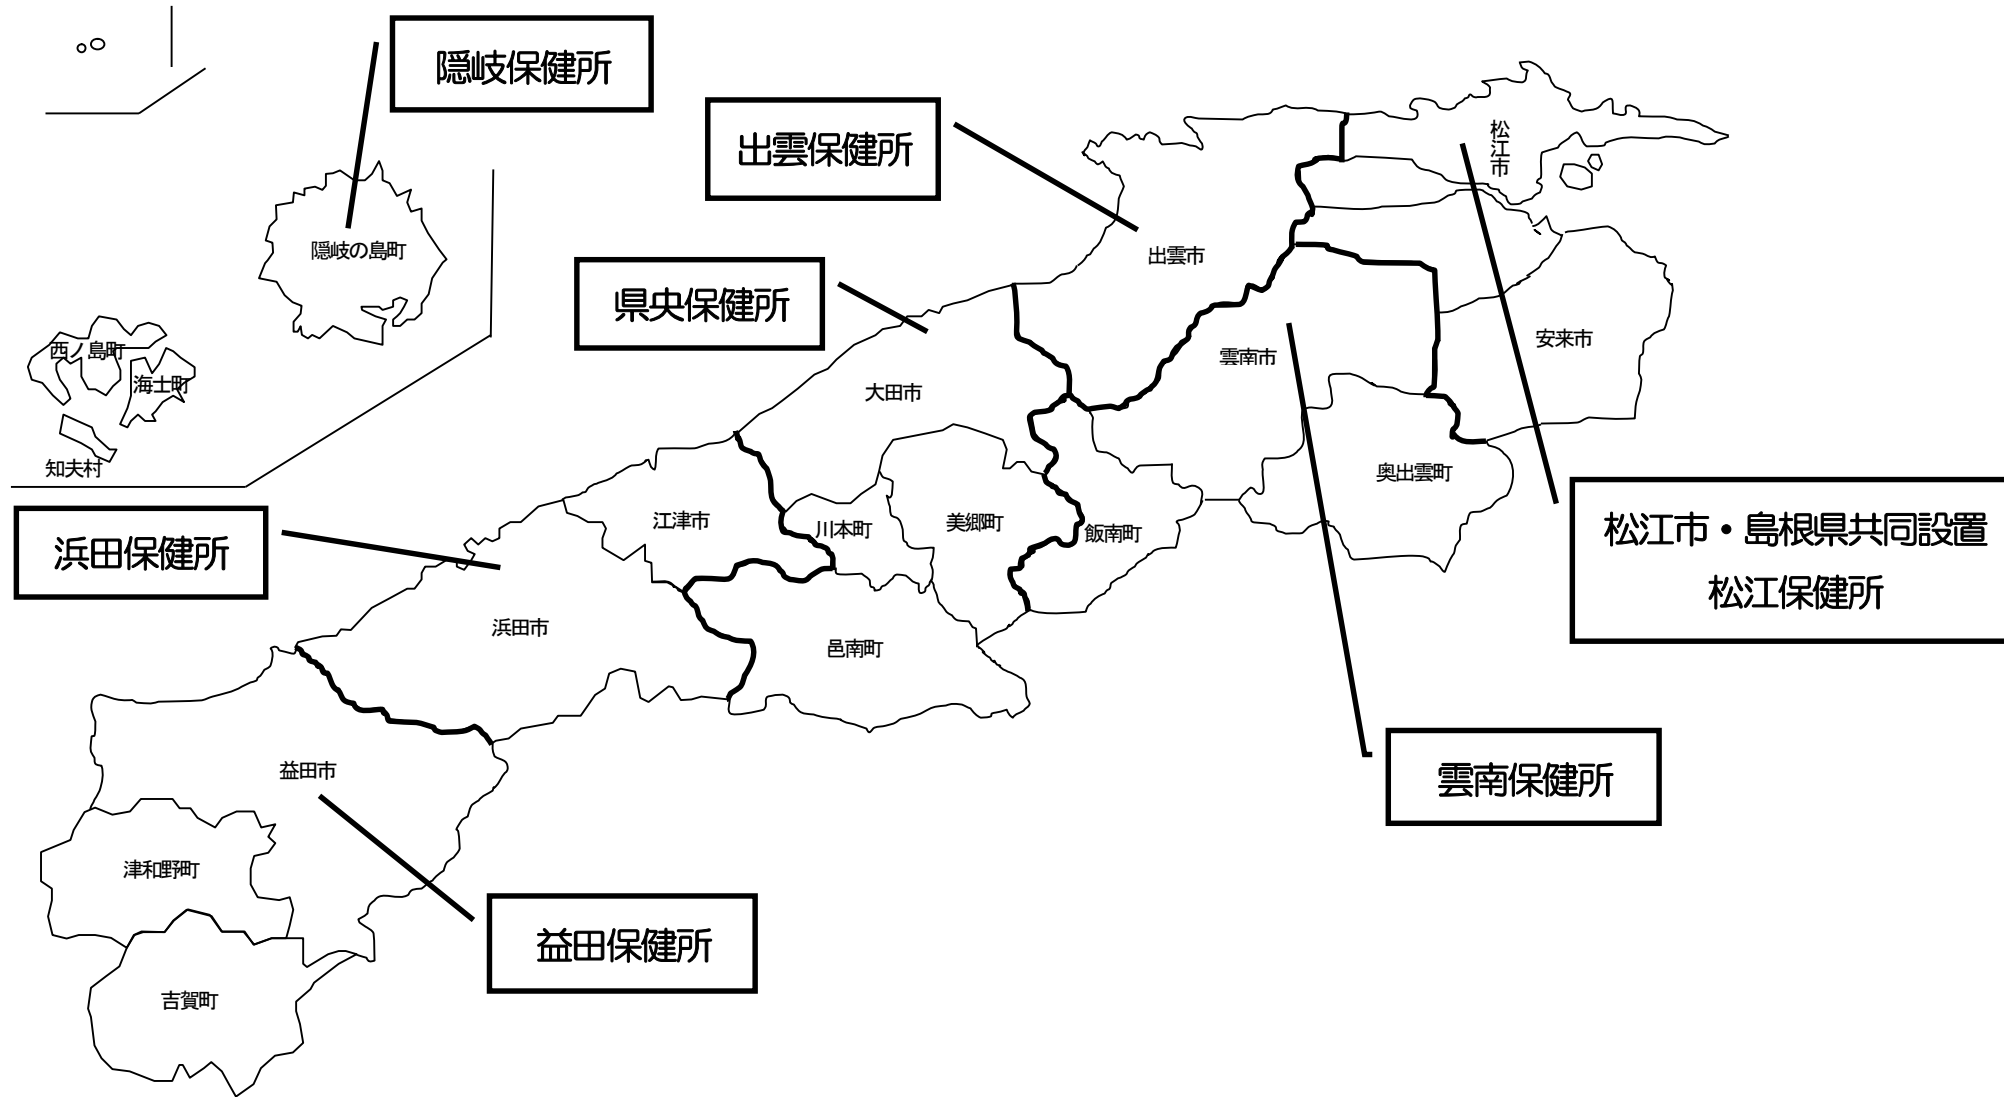 隠岐保健所
出雲保健所
松江市
隠岐の島町
出雲市
県央保健所
西ノ島町
海士町
雲南市
安来市
大田市
知夫村
奥出雲町
浜田保健所
江津市
川本町
美郷町
飯南町
松江市・島根県共同設置
松江保健所
浜田市
邑南町
益田市
雲南保健所
津和野町
益田保健所
吉賀町